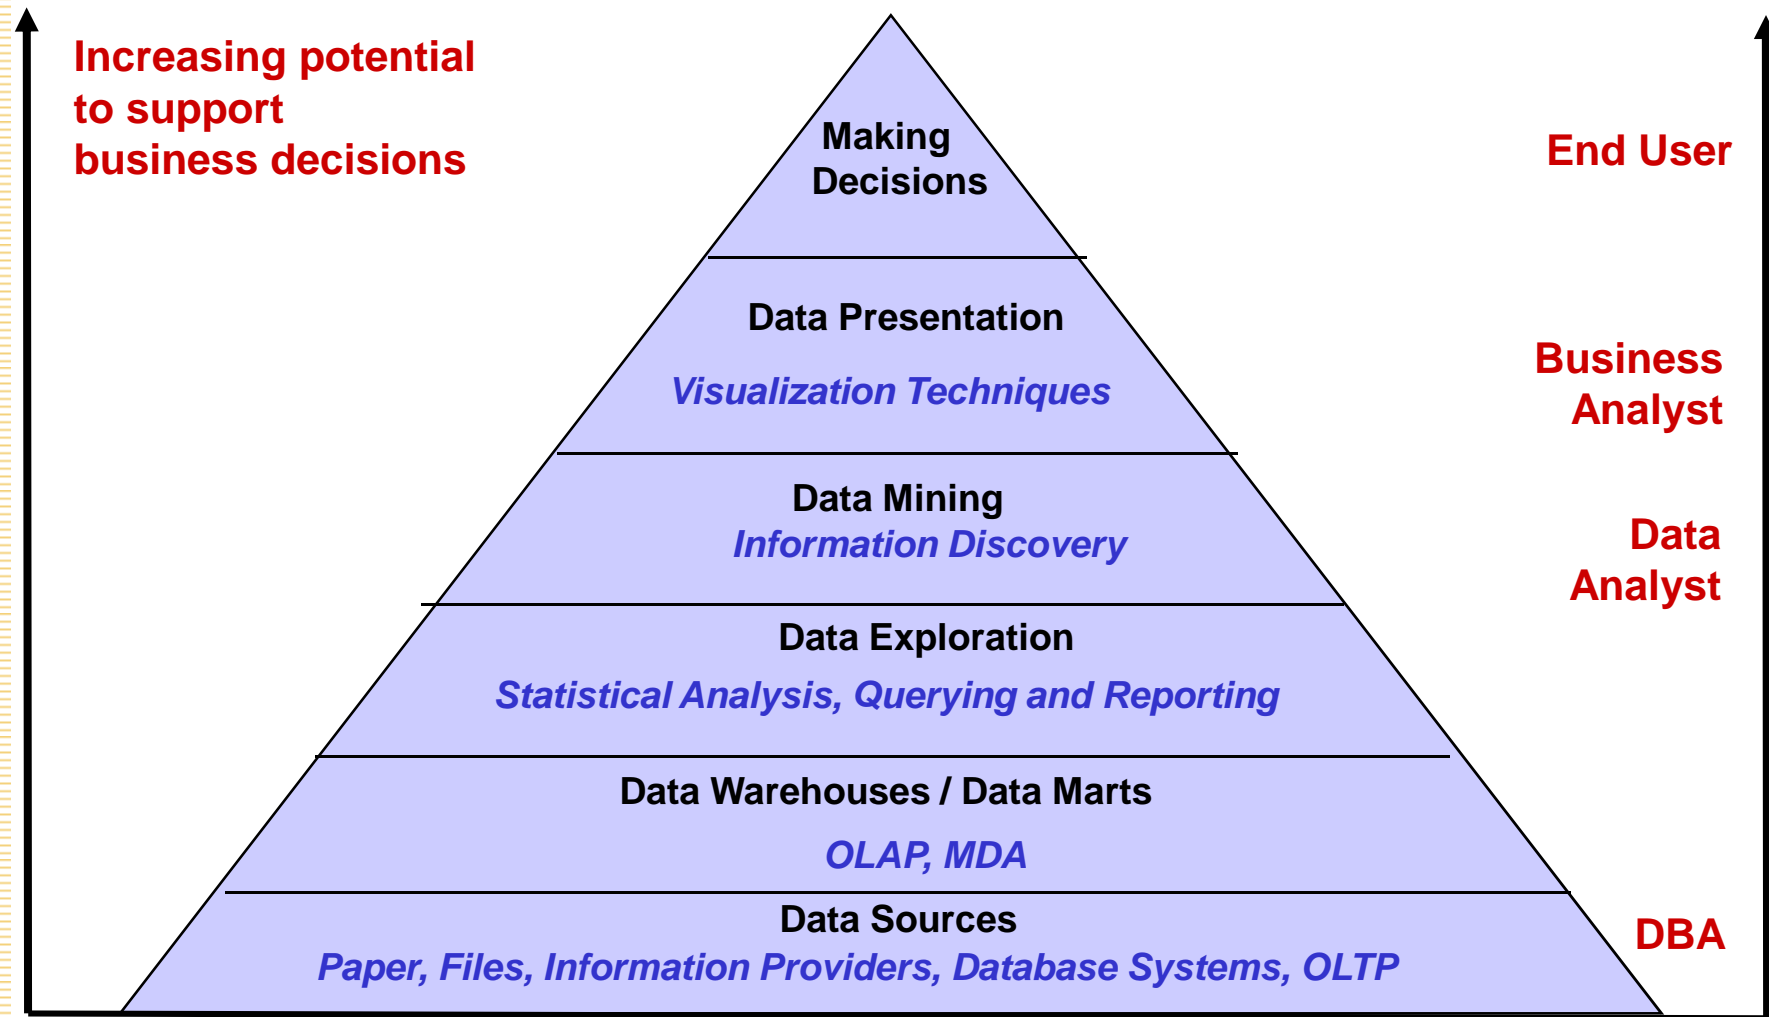 Increasing potential
to support
business decisions
Making
Decisions
End User
Data Presentation
Visualization Techniques
Business
Analyst
Data Mining
Information Discovery
Data
Analyst
Data Exploration
Statistical Analysis, Querying and Reporting
Data Warehouses / Data Marts
OLAP, MDA
Data Sources
Paper, Files, Information Providers, Database Systems, OLTP
DBA